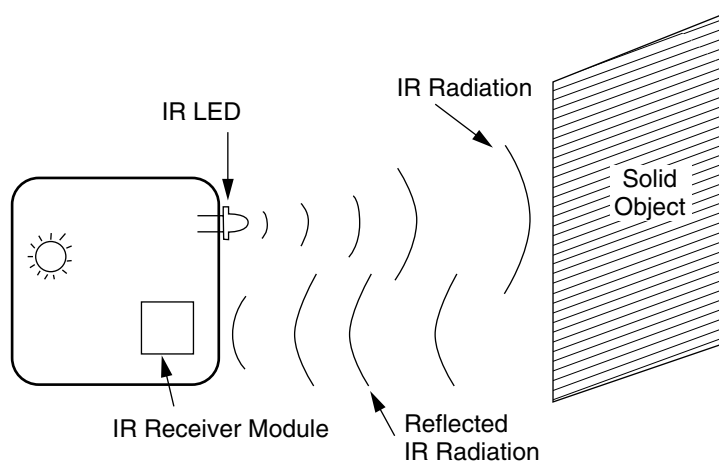 IR Radiation
IR LED
Solid
Object
IR Receiver Module
Reflected
IR Radiation